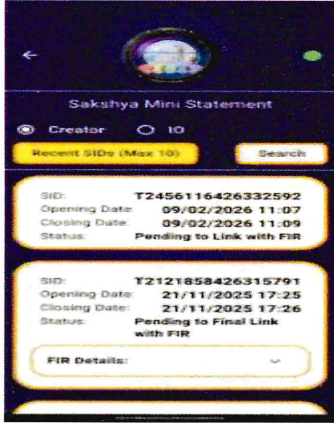 Sakshya Mini Statement
Creator IO
Recent SIDs (Max 10) Search
SID: T2456116426332592
Opening Date: 09/02/2026 11:07
Closing Date: 09/02/2026 11:09
Status: Pending to Link with FIR
SID: T2121858426315791
Opening Date: 21/11/2025 17:25
Closing Date: 21/11/2025 17:26
Status: Pending to Final Link
with FIR
FIR Details: